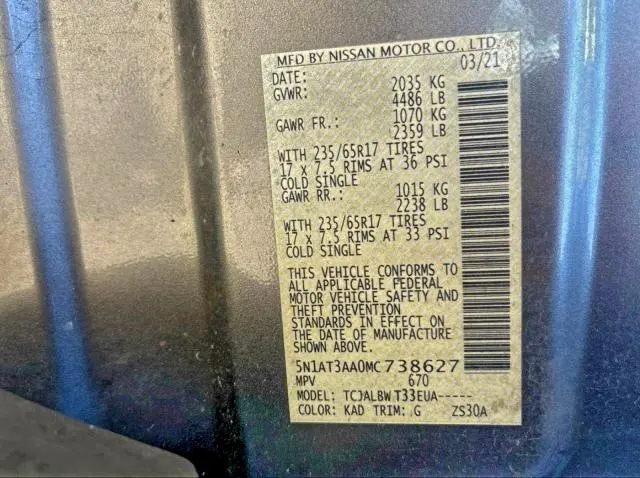 MFD BY NISSAN MOTOR CO., LTD.
DATE: 03/21
GVWR: 2035 KG
4486 LB
GAWR FR.: 1070 KG
2359 LB
WITH 235/65R17 TIRES
17 x 7.5 RIMS AT 36 PSI
COLD SINGLE
GAWR RR.: 1015 KG
2238 LB
WITH 235/65R17 TIRES
17 x 7.5 RIMS AT 33 PSI
COLD SINGLE
THIS VEHICLE CONFORMS TO
ALL APPLICABLE FEDERAL
MOTOR VEHICLE SAFETY AND
THEFT PREVENTION
STANDARDS IN EFFECT ON
THE DATE OF MANUFACTURE
SHOWN ABOVE.
5N1AT3AA0MC738627
MPV 670
MODEL: TCJALBW T33EUA-----
COLOR: KAD TRIM: G ZS30A